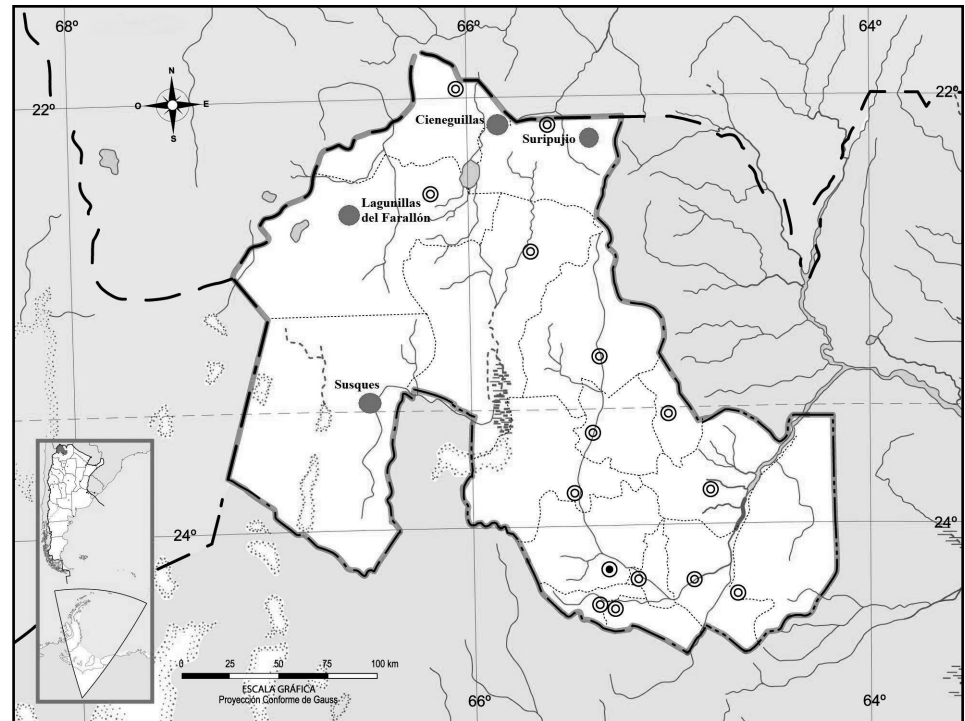 68º
66º
64º
22º
22º
N
O
E
S
Cieneguillas
Suripujio
Lagunillas
del Farallón
Susques
24º
24º
0
25
50
75
100 km
ESCALA GRÁFICA
Proyección Conforme de Gauss.
66º
64º